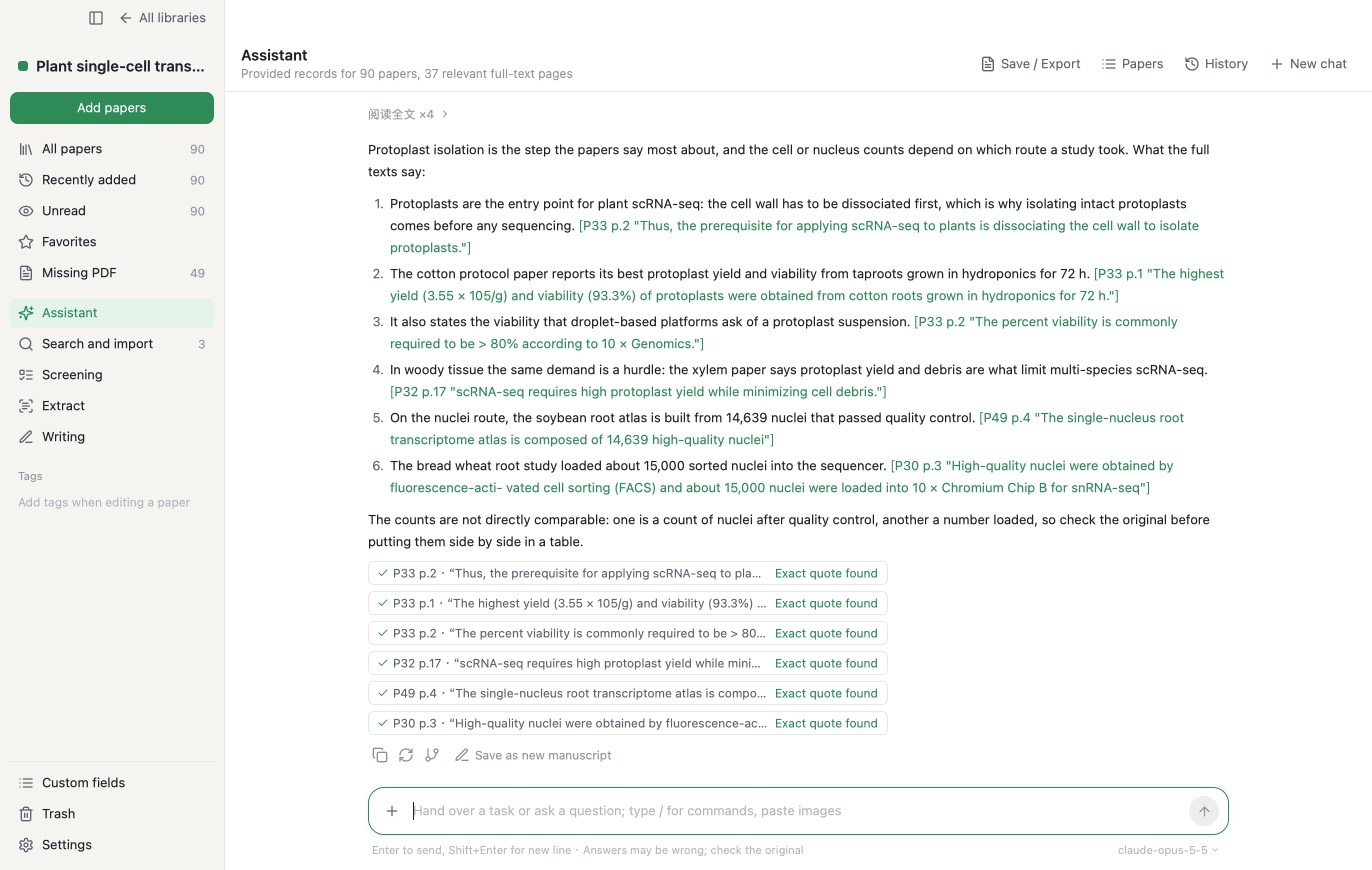 All libraries
Plant single-cell trans...
Add papers
All papers 90
Recently added 90
Unread 90
Favorites
Missing PDF 49
Assistant
Search and import 3
Screening
Extract
Writing
Tags
Add tags when editing a paper
Custom fields
Trash
Settings
Assistant
Provided records for 90 papers, 37 relevant full-text pages
Save / Export
Papers
History
New chat
阅读全文 ×4
Protoplast isolation is the step the papers say most about, and the cell or nucleus counts depend on which route a study took. What the full
texts say:
1. Protoplasts are the entry point for plant scRNA-seq: the cell wall has to be dissociated first, which is why isolating intact protoplasts
comes before any sequencing. [P33 p.2 "Thus, the prerequisite for applying scRNA-seq to plants is dissociating the cell wall to isolate
protoplasts."]
2. The cotton protocol paper reports its best protoplast yield and viability from taproots grown in hydroponics for 72 h. [P33 p.1 "The highest
yield (3.55 × 105/g) and viability (93.3%) of protoplasts were obtained from cotton roots grown in hydroponics for 72 h."]
3. It also states the viability that droplet-based platforms ask of a protoplast suspension. [P33 p.2 "The percent viability is commonly
required to be > 80% according to 10 × Genomics."]
4. In woody tissue the same demand is a hurdle: the xylem paper says protoplast yield and debris are what limit multi-species scRNA-seq.
[P32 p.17 "scRNA-seq requires high protoplast yield while minimizing cell debris."]
5. On the nuclei route, the soybean root atlas is built from 14,639 nuclei that passed quality control. [P49 p.4 "The single-nucleus root
transcriptome atlas is composed of 14,639 high-quality nuclei"]
6. The bread wheat root study loaded about 15,000 sorted nuclei into the sequencer. [P30 p.3 "High-quality nuclei were obtained by
fluorescence-acti- vated cell sorting (FACS) and about 15,000 nuclei were loaded into 10 × Chromium Chip B for snRNA-seq"]
The counts are not directly comparable: one is a count of nuclei after quality control, another a number loaded, so check the original before
putting them side by side in a table.
P33 p.2 · “Thus, the prerequisite for applying scRNA-seq to pla... Exact quote found
P33 p.1 · “The highest yield (3.55 × 105/g) and viability (93.3%) ... Exact quote found
P33 p.2 · “The percent viability is commonly required to be > 80... Exact quote found
P32 p.17 · “scRNA-seq requires high protoplast yield while mini... Exact quote found
P49 p.4 · “The single-nucleus root transcriptome atlas is compo... Exact quote found
P30 p.3 · “High-quality nuclei were obtained by fluorescence-ac... Exact quote found
Save as new manuscript
Hand over a task or ask a question; type / for commands, paste images
Enter to send, Shift+Enter for new line · Answers may be wrong; check the original
claude-opus-5-5